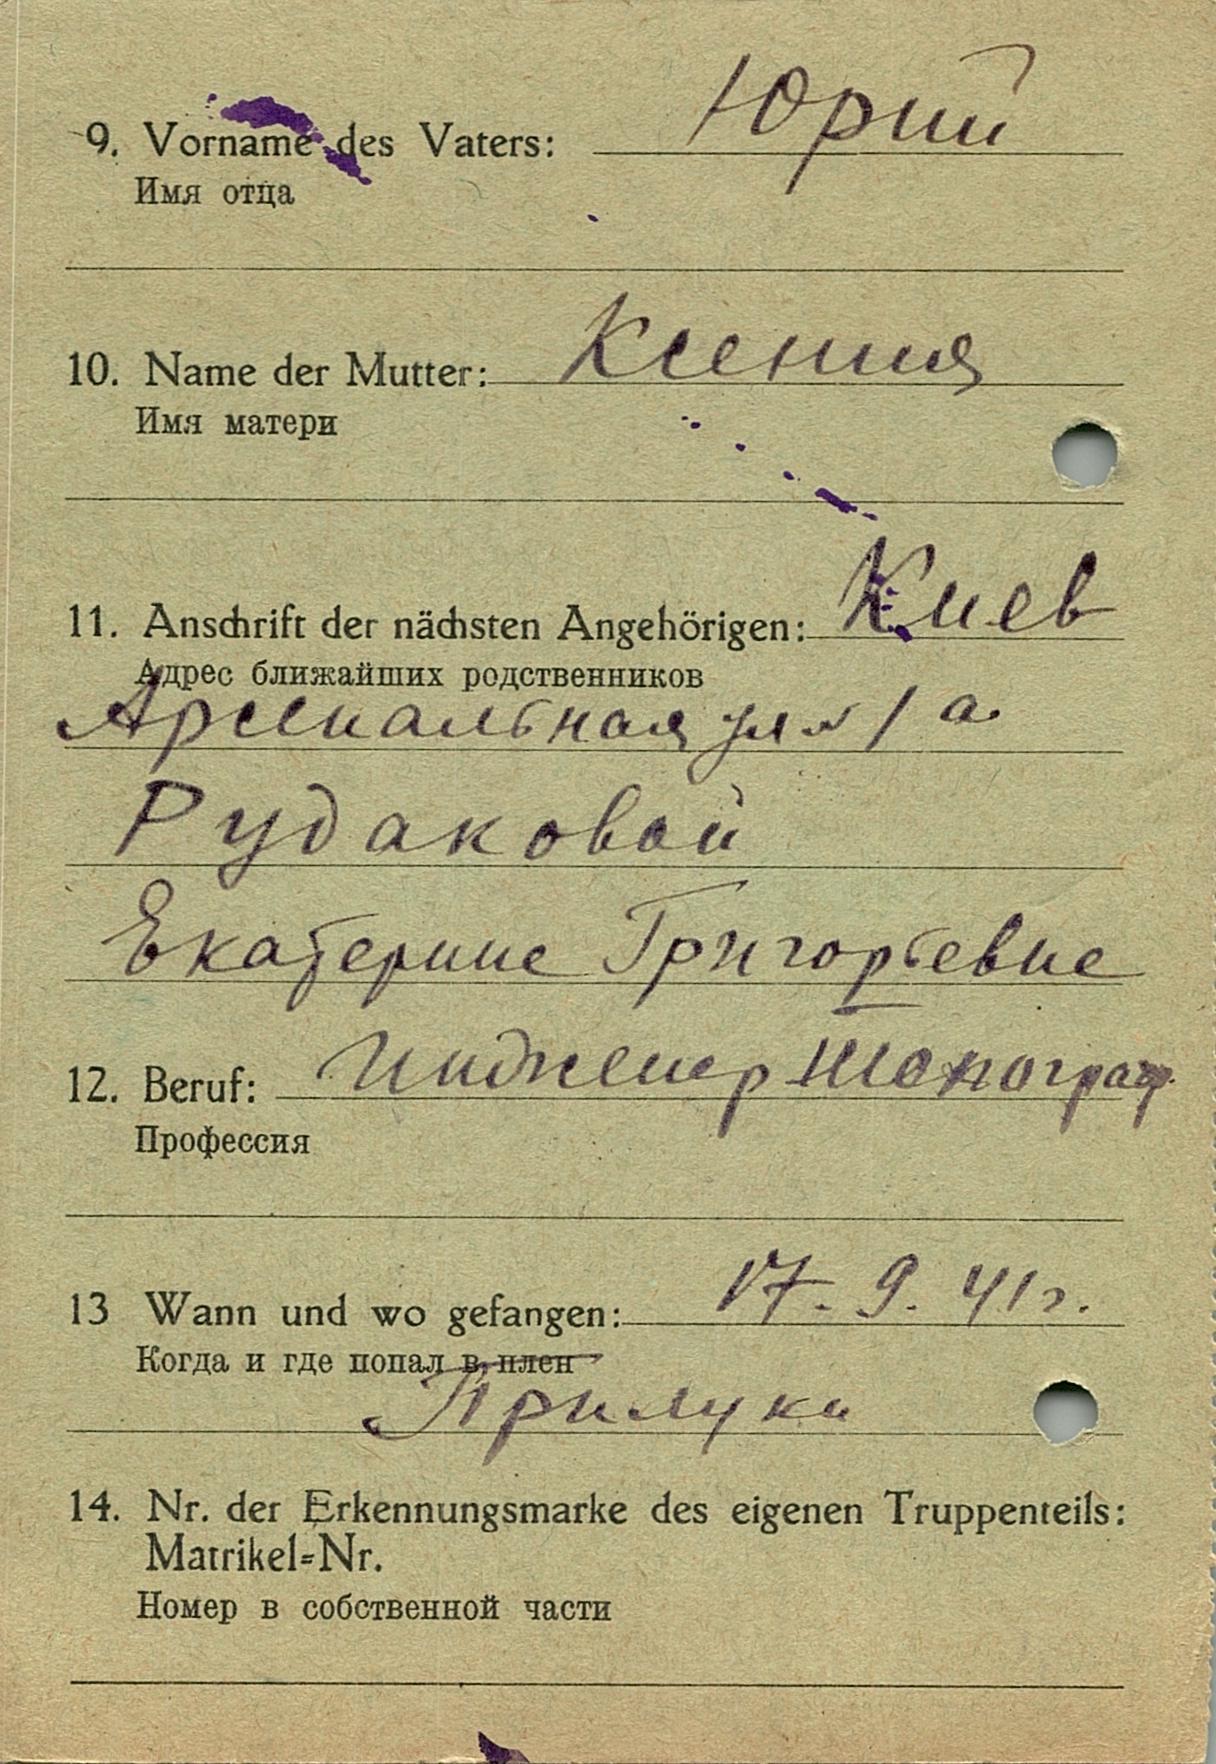 9. Vorname des Vaters: Юрий
Имя отца
10. Name der Mutter: Ксения
Имя матери
11. Anschrift der nächsten Angehörigen: Киев
Адрес ближайших родственников
Арсенальная ул № 1 а
Рудаковой
Екатерине Григорьевне
12. Beruf: Инженер
Профессия
13 Wann und wo gefangen: 17. 9. 41 г.
Когда и где попал в плен
Прилуки
14. Nr. der Erkennungsmarke des eigenen Truppenteils:
Matrikel=Nr.
Номер в собственной части